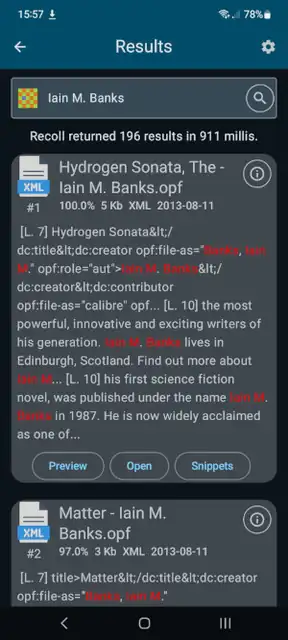 15:57
78%
Results
Iain M. Banks
Recoll returned 196 results in 911 millis.
XML
#1
Hydrogen Sonata, The -
Iain M. Banks.opf
100.0% 5 Kb XML 2013-08-11
[L. 7] Hydrogen Sonata&lt;/
dc:title&lt;dc:creator opf:file-as="Banks, Iain
M." opf:role="aut">Iain M. Banks&lt;/
dc:creator&lt;dc:contributor
opf:file-as="calibre" opf... [L. 10] the most
powerful, innovative and exciting writers of
his generation. Iain M. Banks lives in
Edinburgh, Scotland. Find out more about
Iain M... [L. 10] his first science fiction
novel, was published under the name Iain M.
Banks in 1987. He is now widely acclaimed
as one of...
Preview
Open
Snippets
XML
#2
Matter - Iain M.
Banks.opf
97.0% 3 Kb XML 2013-08-11
[L. 7] title>Matter&lt;/dc:title&lt;dc:creator
opf:file-as="Banks, Iain M."